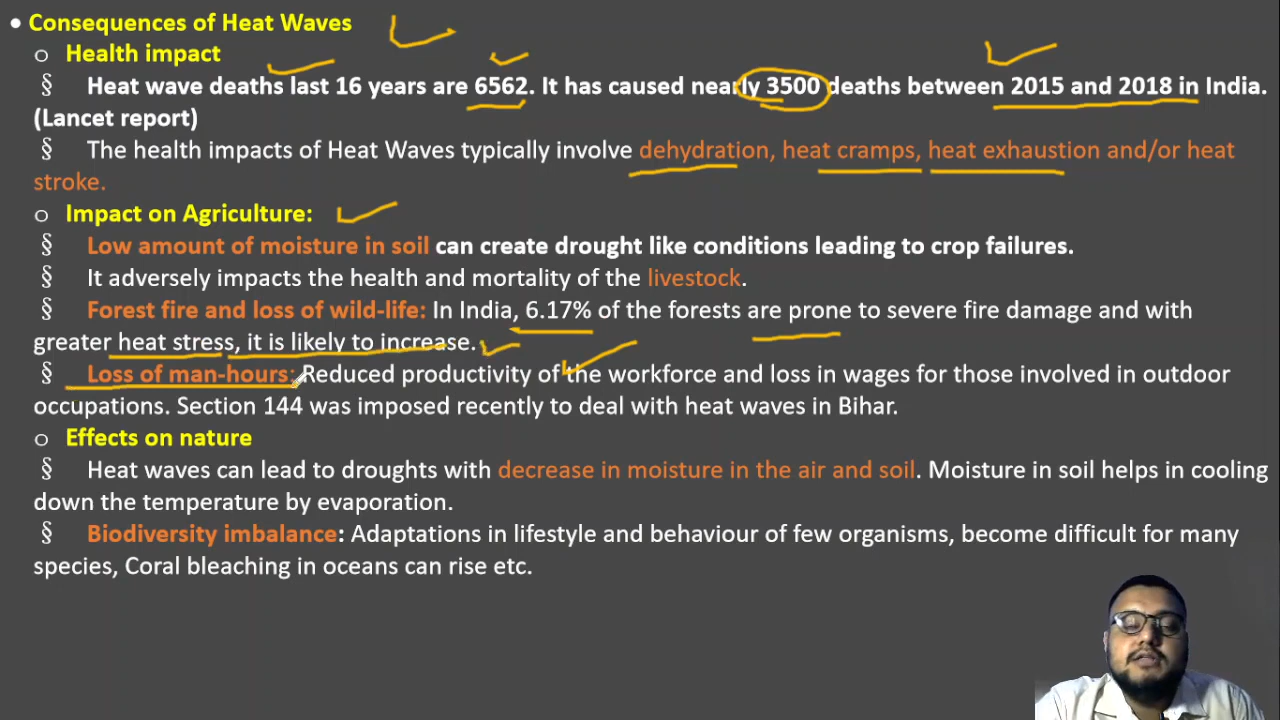 • Consequences of Heat Waves
o Health impact
§ Heat wave deaths last 16 years are 6562. It has caused nearly 3500 deaths between 2015 and 2018 in India.
(Lancet report)
§ The health impacts of Heat Waves typically involve dehydration, heat cramps, heat exhaustion and/or heat
stroke.
o Impact on Agriculture:
§ Low amount of moisture in soil can create drought like conditions leading to crop failures.
§ It adversely impacts the health and mortality of the livestock.
§ Forest fire and loss of wild-life: In India, 6.17% of the forests are prone to severe fire damage and with
greater heat stress, it is likely to increase.
§ Loss of man-hours: Reduced productivity of the workforce and loss in wages for those involved in outdoor
occupations. Section 144 was imposed recently to deal with heat waves in Bihar.
o Effects on nature
§ Heat waves can lead to droughts with decrease in moisture in the air and soil. Moisture in soil helps in cooling
down the temperature by evaporation.
§ Biodiversity imbalance: Adaptations in lifestyle and behaviour of few organisms, become difficult for many
species, Coral bleaching in oceans can rise etc.